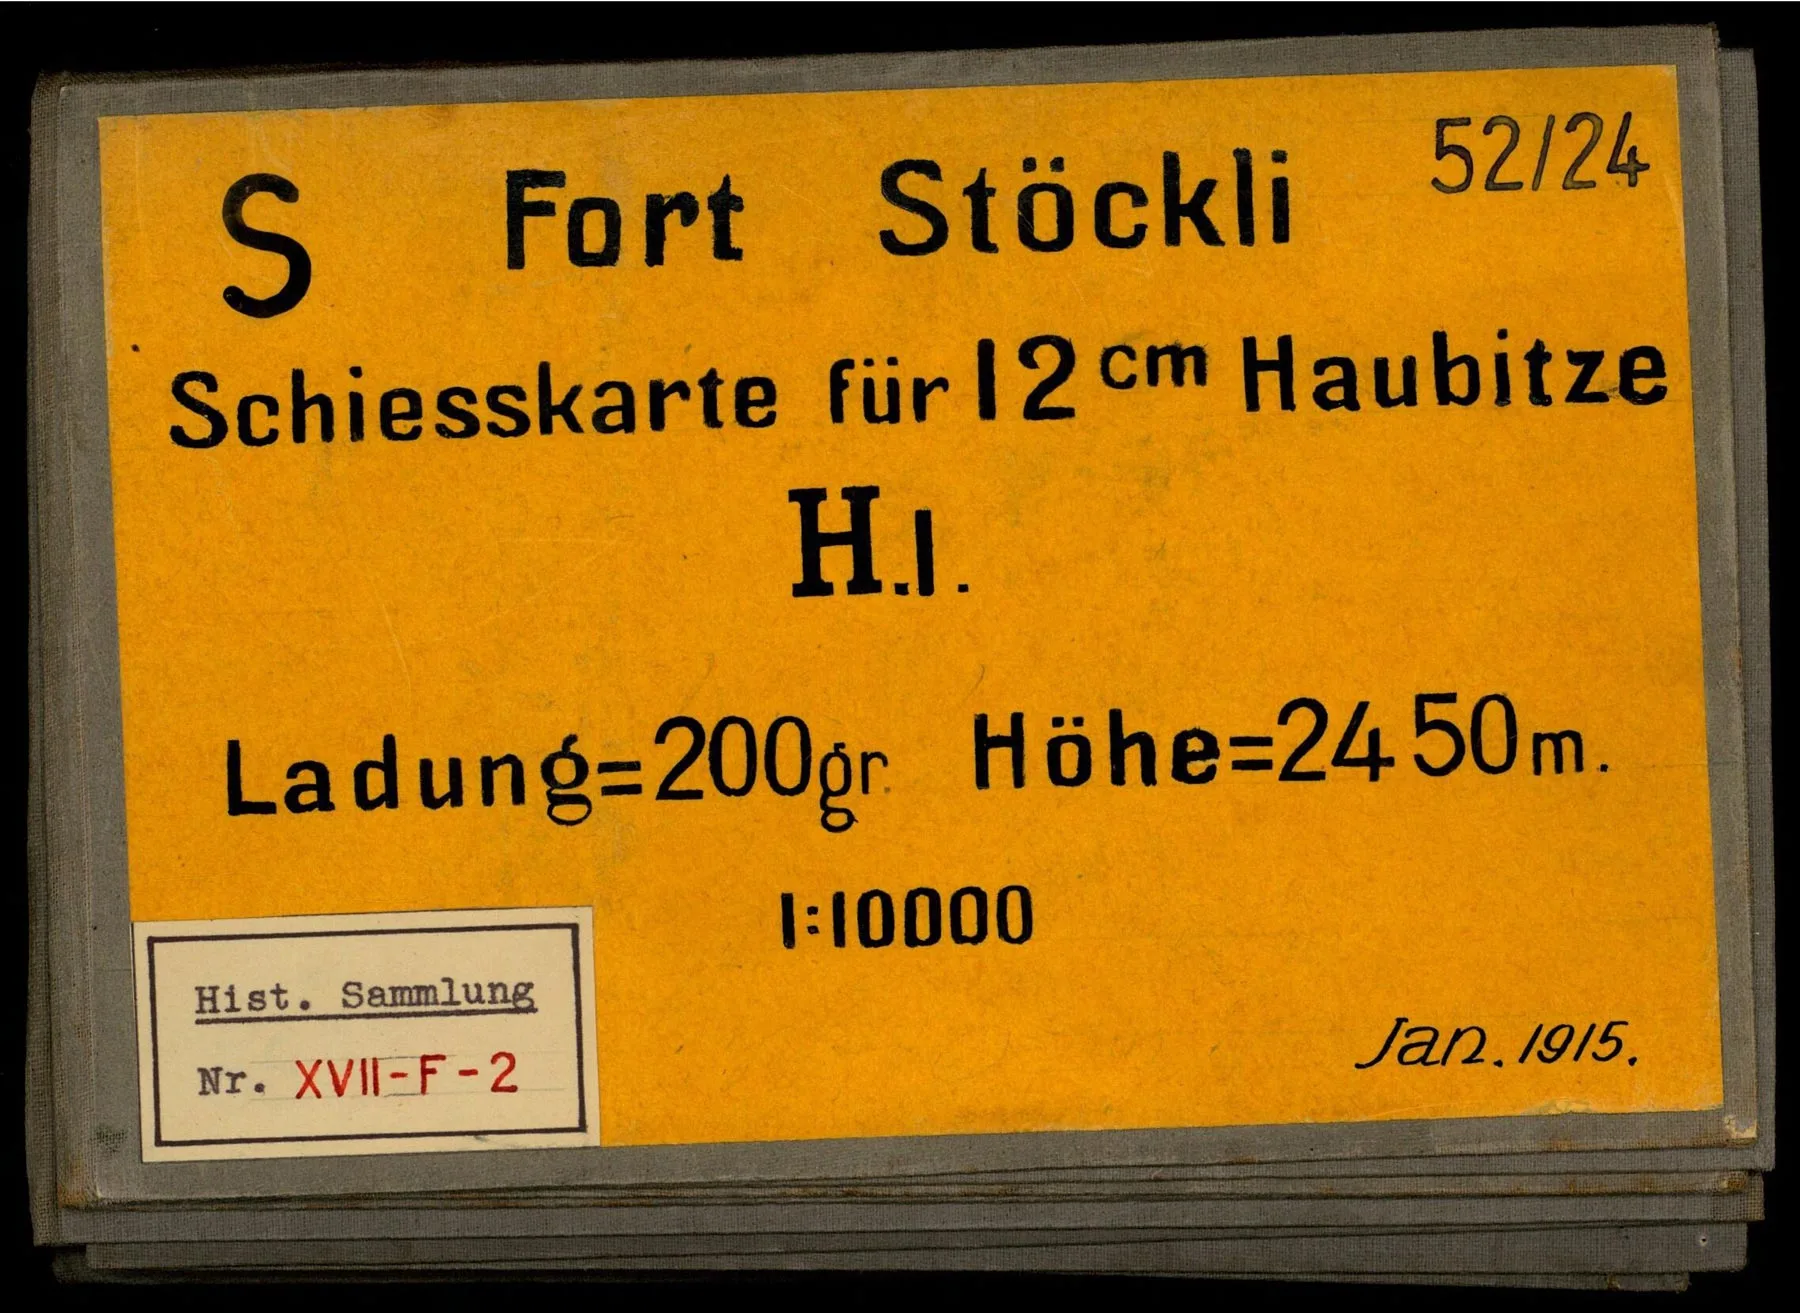 52/24
S Fort Stöckli
Schiesskarte für 12 cm Haubitze
H.1.
Ladung=200gr. Höhe=2450m.
1:10000
Jan. 1915.
Hist. Sammlung
Nr. XVII-F-2